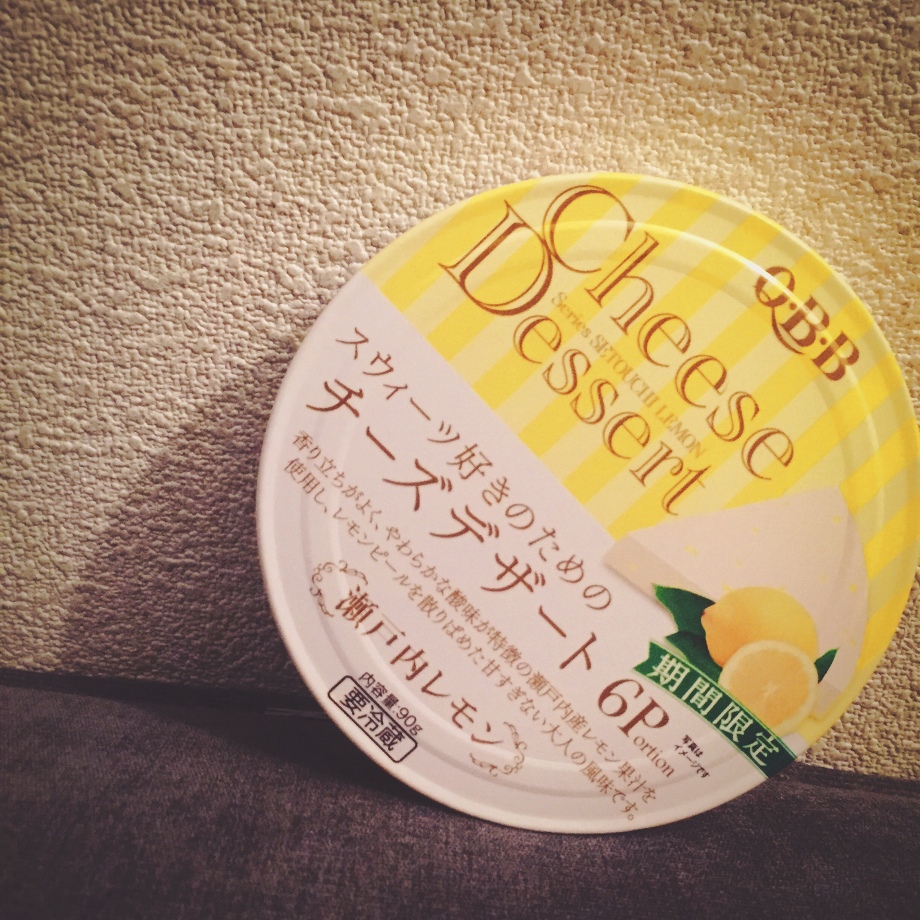 Q・B・B
Cheese
Series SETOUCHI LEMON
Dessert
スウィーツ好きのための
チーズデザート
香り立ちがよく、やわらかな酸味が特徴の瀬戸内産レモン果汁を
使用し、レモンピールを散りばめた甘すぎない大人の風味です。
瀬戸内レモン
内容量:90g
要冷蔵
6Portion
期間限定
写真は
イメージです